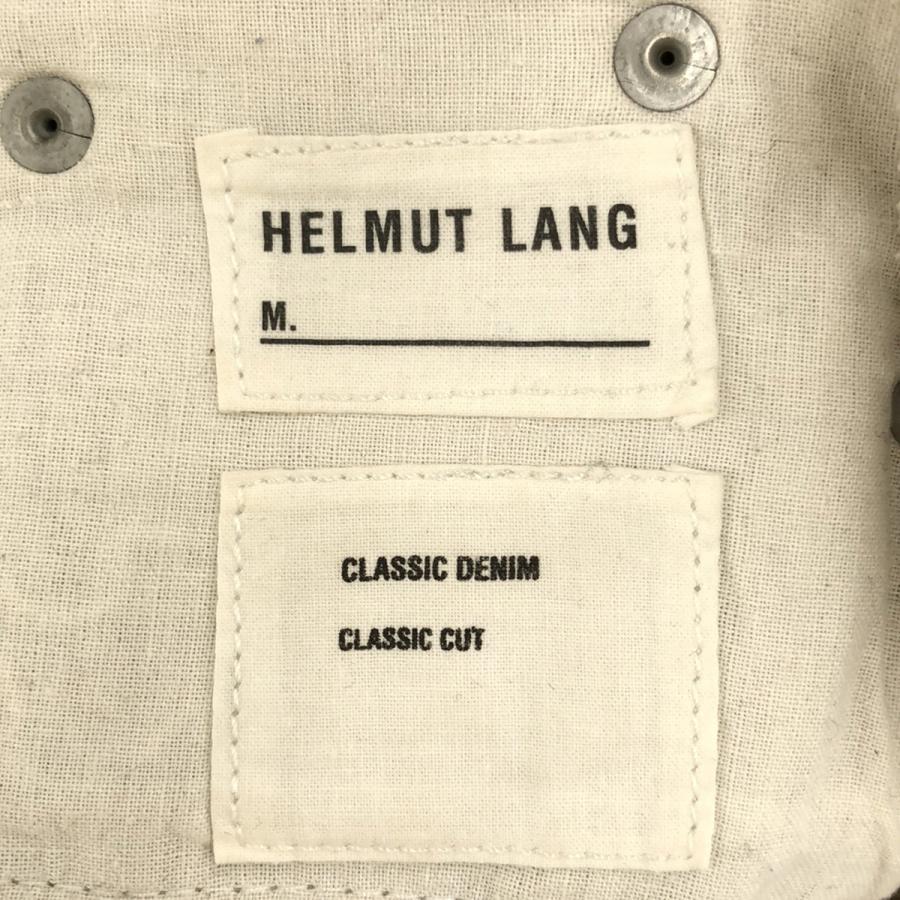 HELMUT LANG
M.
CLASSIC DENIM
CLASSIC CUT